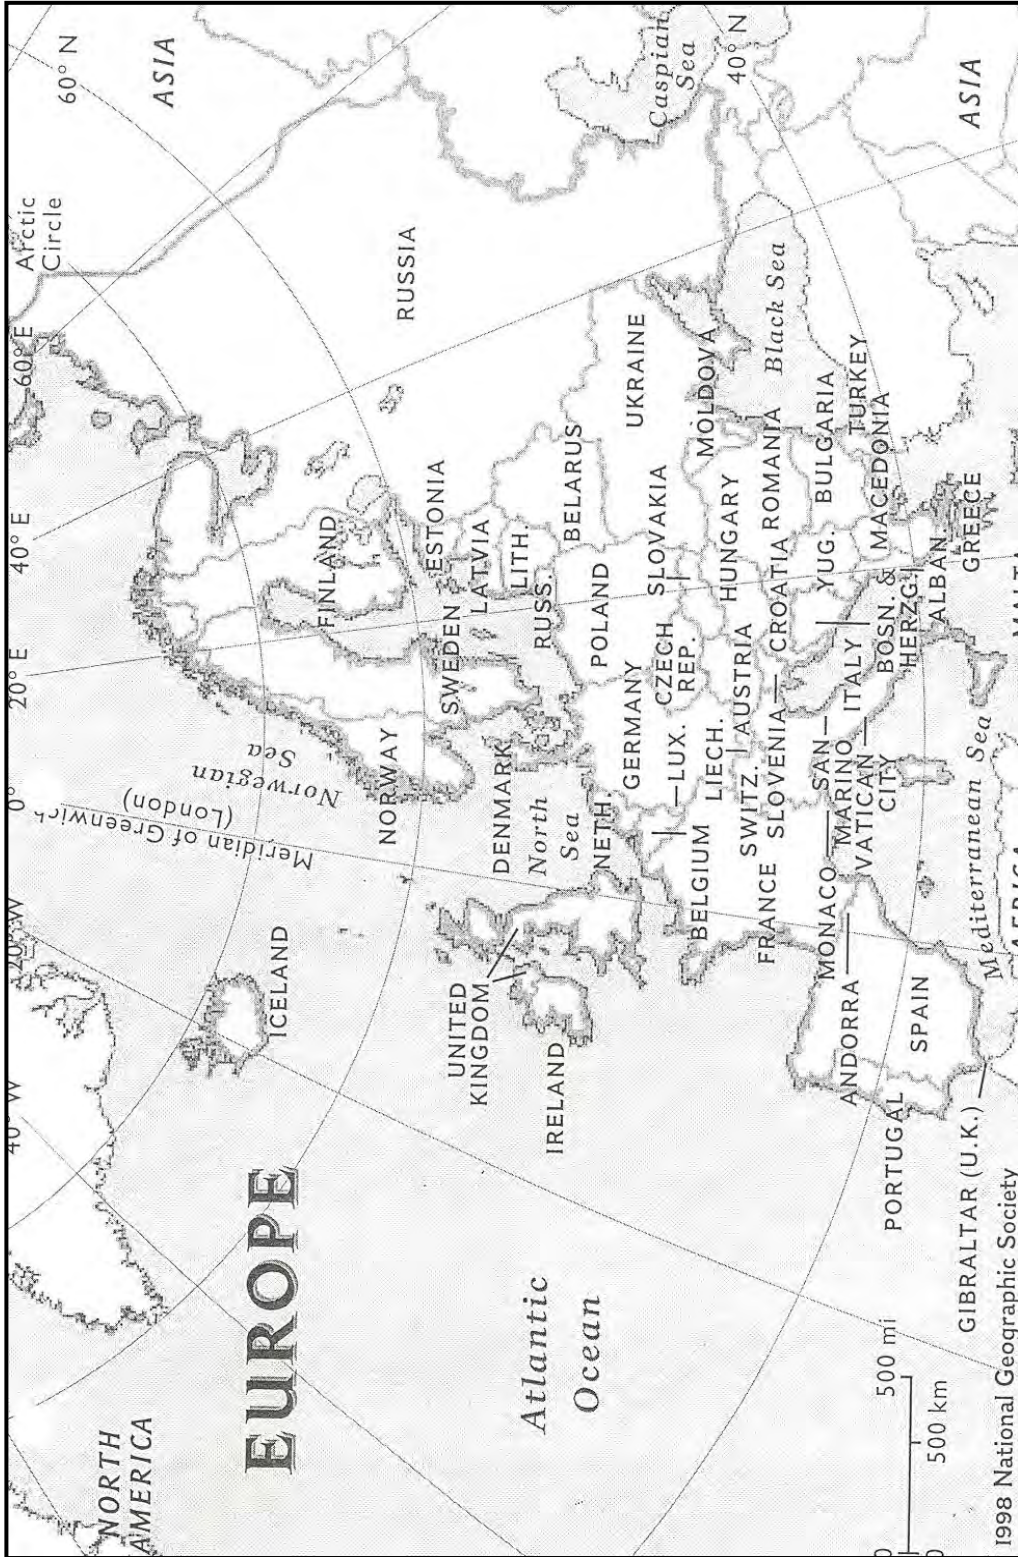 EUROPE
NORTH
AMERICA
40° W
20° W
0°
20° E
40° E
60° E
Arctic
Circle
60° N
ASIA
Meridian of Greenwich
(London)
Norwegian
Sea
ICELAND
NORWAY
FINLAND
RUSSIA
SWEDEN
ESTONIA
LATVIA
LITH.
RUSS.
UNITED
KINGDOM
IRELAND
DENMARK
North
Sea
NETH.
Atlantic
Ocean
BELARUS
POLAND
GERMANY
UKRAINE
BELGIUM
LUX.
CZECH
REP.
SLOVAKIA
LIECH.
SWITZ.
AUSTRIA
HUNGARY
MOLDOVA
Caspian
Sea
40° N
FRANCE
SLOVENIA
CROATIA
ROMANIA
Black Sea
MONACO
SAN
MARINO
ITALY
YUG.
BULGARIA
ANDORRA
VATICAN
CITY
BOSN. &
HERZG.
MACEDONIA
TURKEY
PORTUGAL
SPAIN
ALBAN.
GREECE
ASIA
GIBRALTAR (U.K.)
Mediterranean Sea
500 mi
500 km
0
0
1998 National Geographic Society